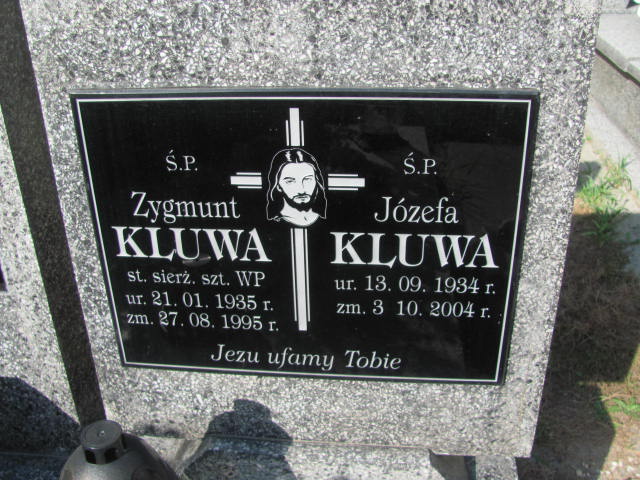 Ś.P.
Zygmunt
KLUWA
st. sierż. szt. WP
ur. 21. 01. 1935 r.
zm. 27. 08. 1995 r.
Ś.P.
Józefa
KLUWA
ur. 13. 09. 1934 r.
zm. 3 10. 2004 r.
Jezu ufamy Tobie